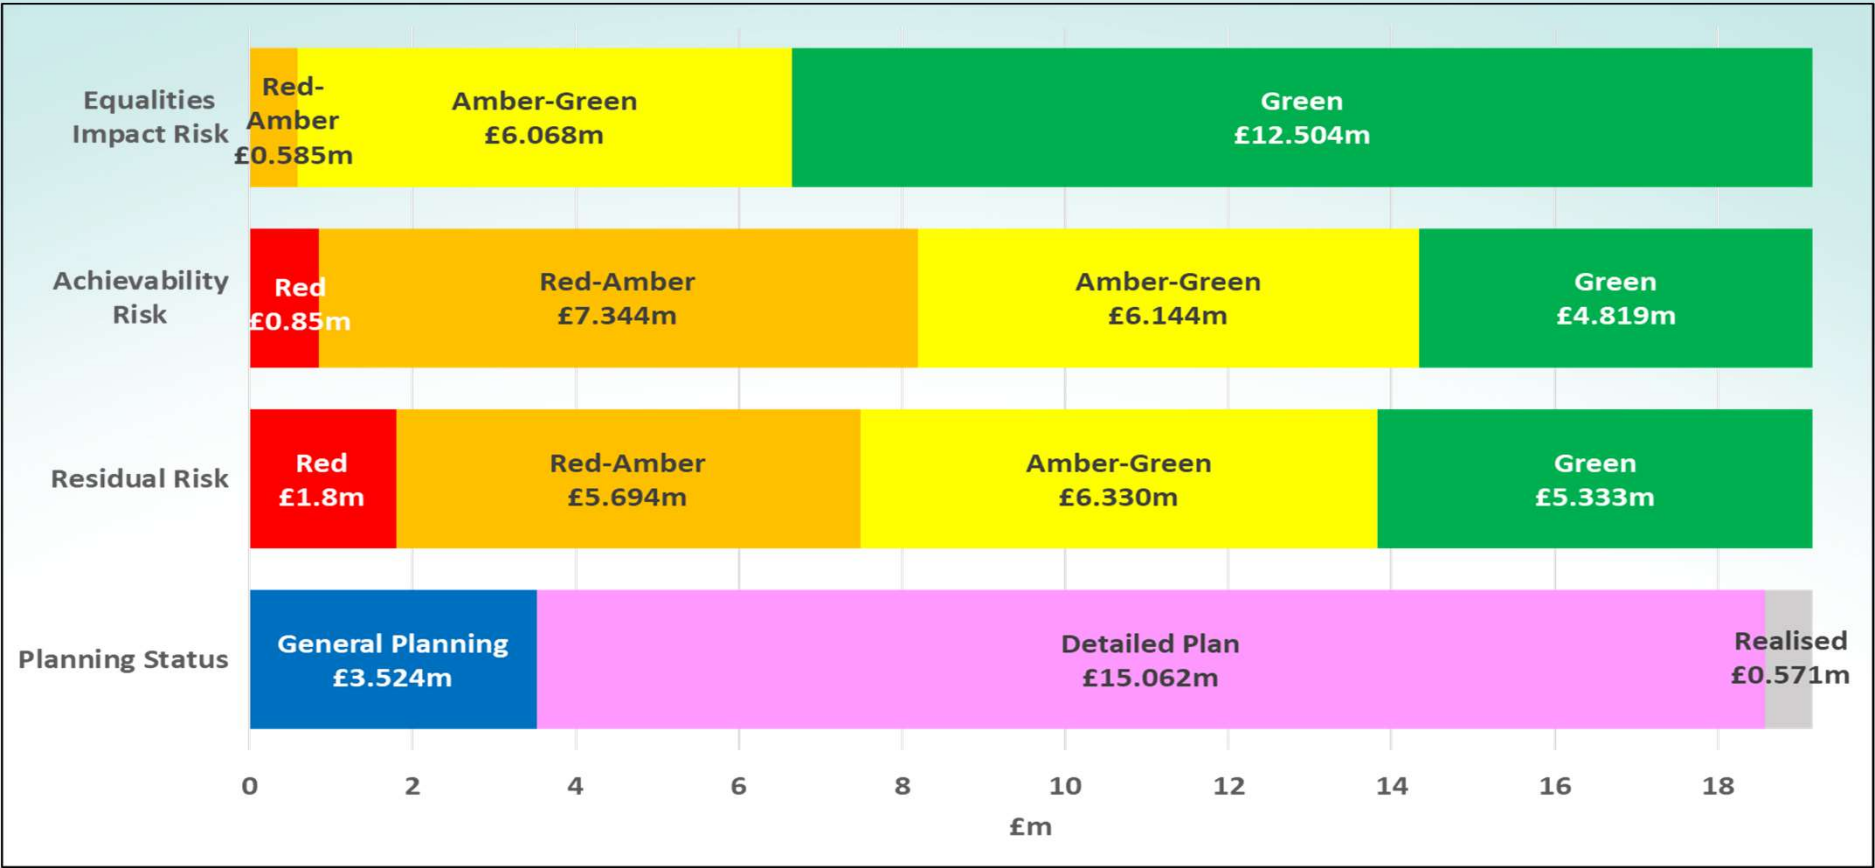 Equalities
Impact Risk
Red-
Amber
£0.585m
Amber-Green
£6.068m
Green
£12.504m
Achievability
Risk
Red
£0.85m
Red-Amber
£7.344m
Amber-Green
£6.144m
Green
£4.819m
Residual Risk
Red
£1.8m
Red-Amber
£5.694m
Amber-Green
£6.330m
Green
£5.333m
Planning Status
General Planning
£3.524m
Detailed Plan
£15.062m
Realised
£0.571m
0 2 4 6 8 10 12 14 16 18
£m